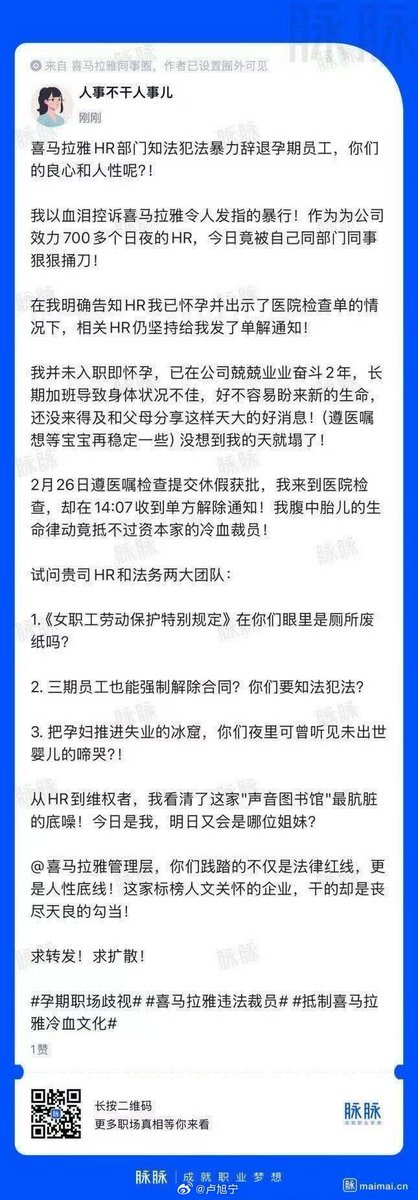 脉脉
来自 喜马拉雅同事圈，作者已设置圈外可见
人事不干人事儿
刚刚
喜马拉雅HR部门知法犯法暴力辞退孕期员工，你们
的良心和人性呢？！
我以血泪控诉喜马拉雅令人发指的暴行！作为为公司
效力700多个日夜的HR，今日竟被自己同部门同事
狠狠捅刀！
在我明确告知HR我已怀孕并出示了医院检查单的情
况下，相关HR仍坚持给我发了单解通知！
我并未入职即怀孕，已在公司兢兢业业奋斗2年，长
期加班导致身体状况不佳，好不容易盼来新的生命，
还没来得及和父母分享这样天大的好消息！(遵医嘱
想等宝宝再稳定一些) 没想到我的天就塌了！
2月26日遵医嘱检查提交休假获批，我来到医院检
查，却在14:07收到单方解除通知！我腹中胎儿的生
命律动竟抵不过资本家的冷血裁员！
试问贵司HR和法务两大团队：
1.《女职工劳动保护特别规定》在你们眼里是厕所废
纸吗？
2. 三期员工也能强制解除合同？你们要知法犯法？
3. 把孕妇推进失业的冰窟，你们夜里可曾听见未出世
婴儿的啼哭？！
从HR到维权者，我看清了这家"声音图书馆"最肮脏
的底噪！今日是我，明日又会是哪位姐妹？
@喜马拉雅管理层，你们践踏的不仅是法律红线，更
是人性底线！这家标榜人文关怀的企业，干的却是丧
尽天良的勾当！
求转发！求扩散！
#孕期职场歧视# #喜马拉雅违法裁员# #抵制喜马拉
雅冷血文化#
1赞
长按二维码
更多职场真相等你来看
脉脉
成就职业梦想
脉脉 | 成就职业梦想
@卢旭宁
maimai.cn